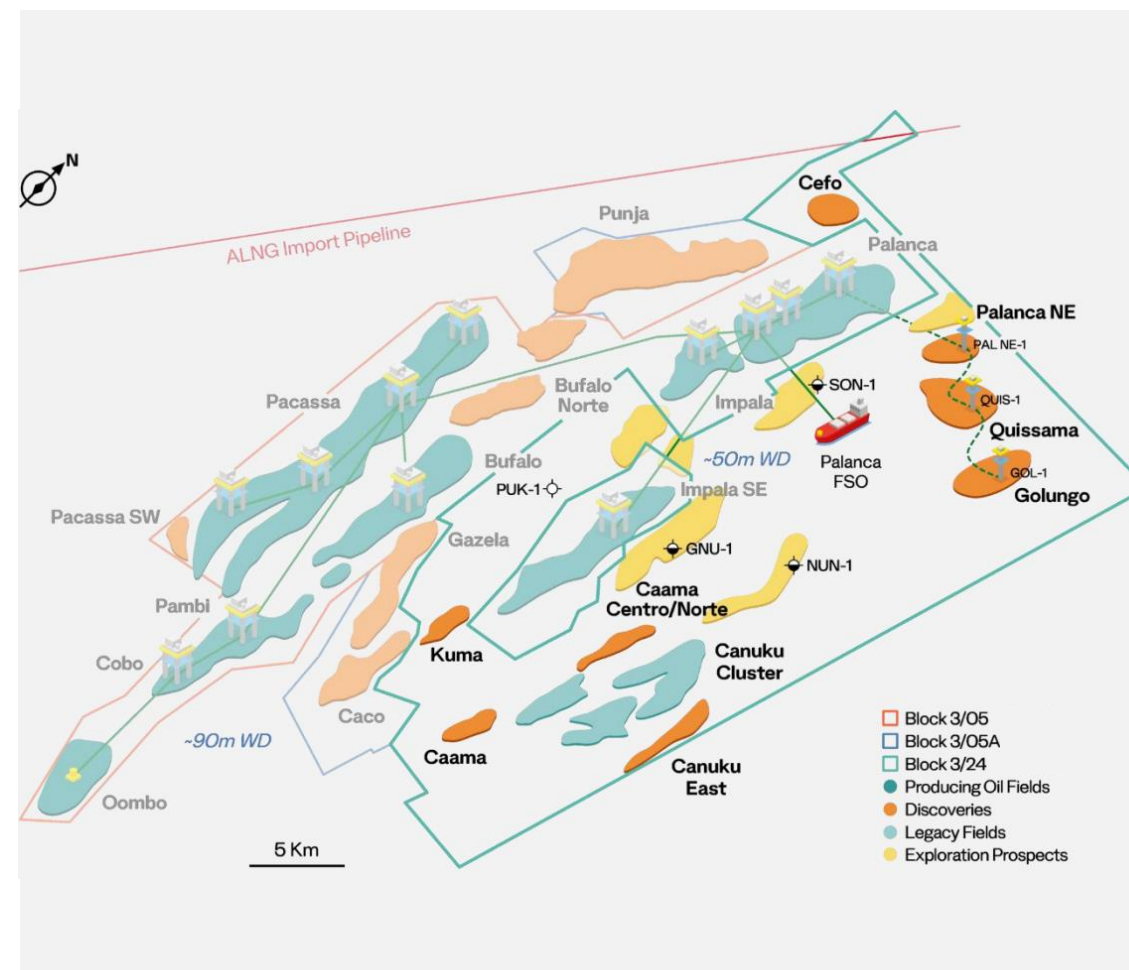 N
ALNG Import Pipeline
Cefo
Punja
Palanca
Palanca NE
PAL NE-1
Pacassa
Bufalo
Norte
Impala
SON-1
QUIS-1
Quissama
~50m WD
Palanca
FSO
GOL-1
Golungo
Bufalo
PUK-1
Impala SE
Pacassa SW
Gazela
GNU-1
NUN-1
Caama
Centro/Norte
Pambi
Kuma
Cobo
Canuku
Cluster
Caco
~90m WD
Caama
Canuku
East
Oombo
5 Km
Block 3/05
Block 3/05A
Block 3/24
Producing Oil Fields
Discoveries
Legacy Fields
Exploration Prospects